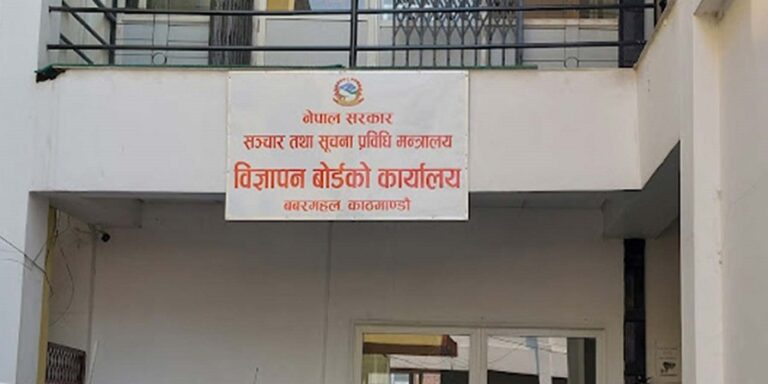 नेपाल सरकार
सञ्चार तथा सूचना प्रविधि मन्त्रालय
विज्ञापन बोर्डको कार्यालय
बबरमहल, काठमाण्डौ